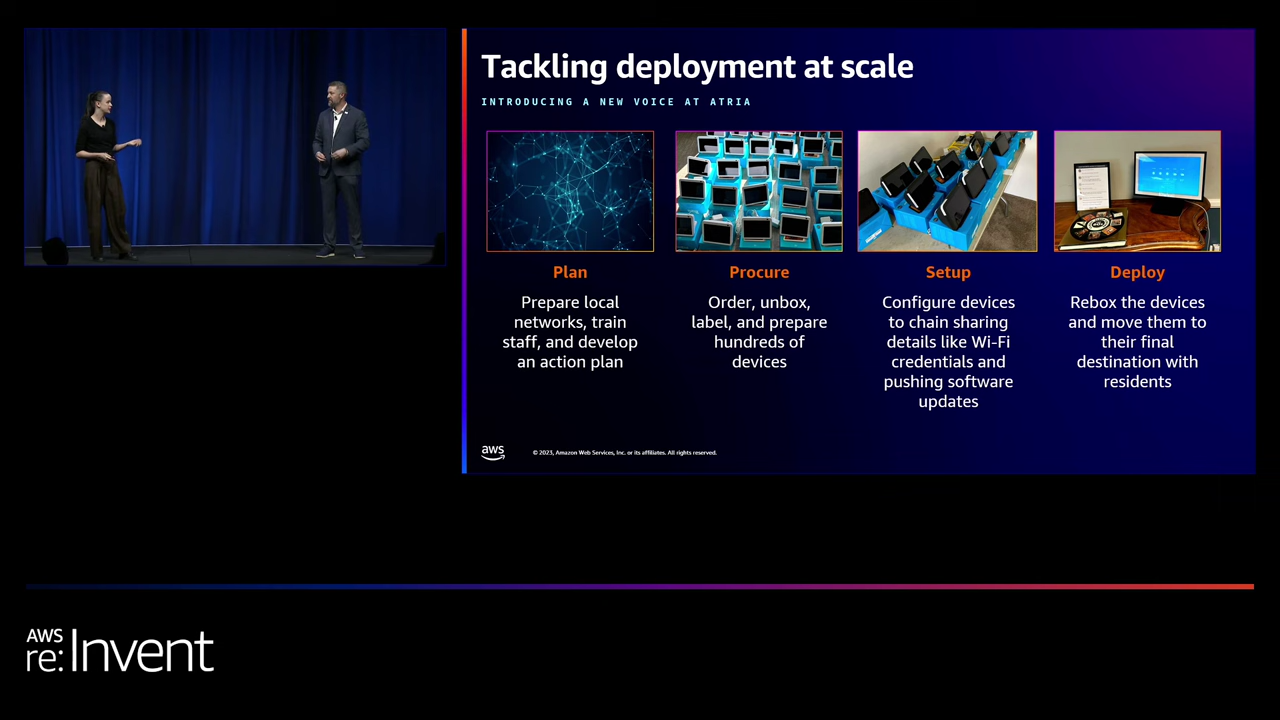 Tackling deployment at scale
INTRODUCING A NEW VOICE AT ATRIA
Plan
Prepare local
networks, train
staff, and develop
an action plan
Procure
Order, unbox,
label, and prepare
hundreds of
devices
Setup
Configure devices
to chain sharing
details like Wi-Fi
credentials and
pushing software
updates
Deploy
Rebox the devices
and move them to
their final
destination with
residents
aws
© 2023, Amazon Web Services, Inc. or its affiliates. All rights reserved.
AWS
re:Invent